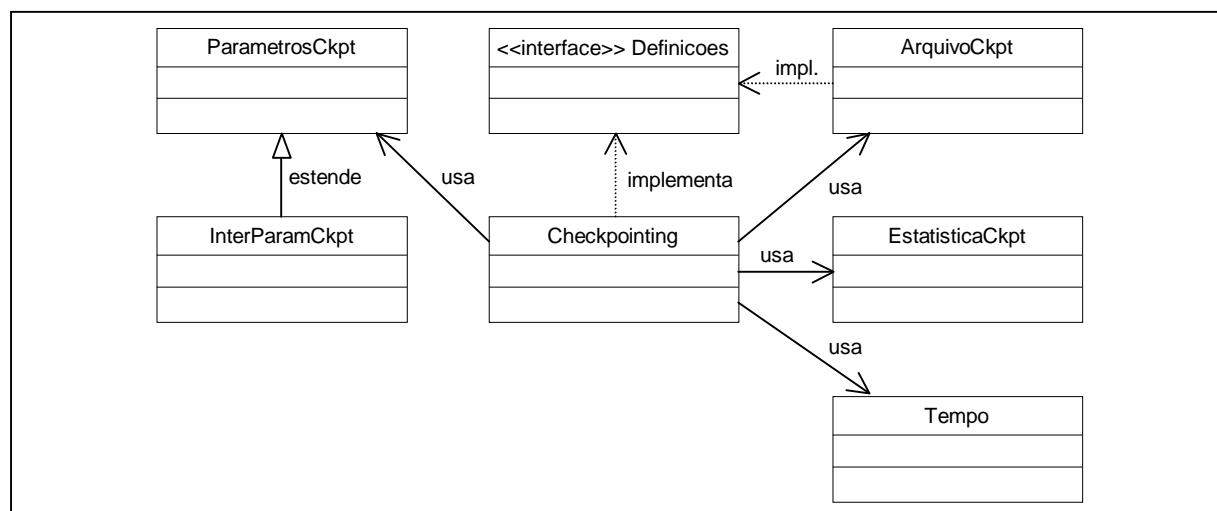 ParametrosCkpt
<<interface>> Definicoes
ArquivoCkpt
impl.
estende
usa
implementa
usa
InterParamCkpt
Checkpointing
EstatisticaCkpt
usa
usa
Tempo